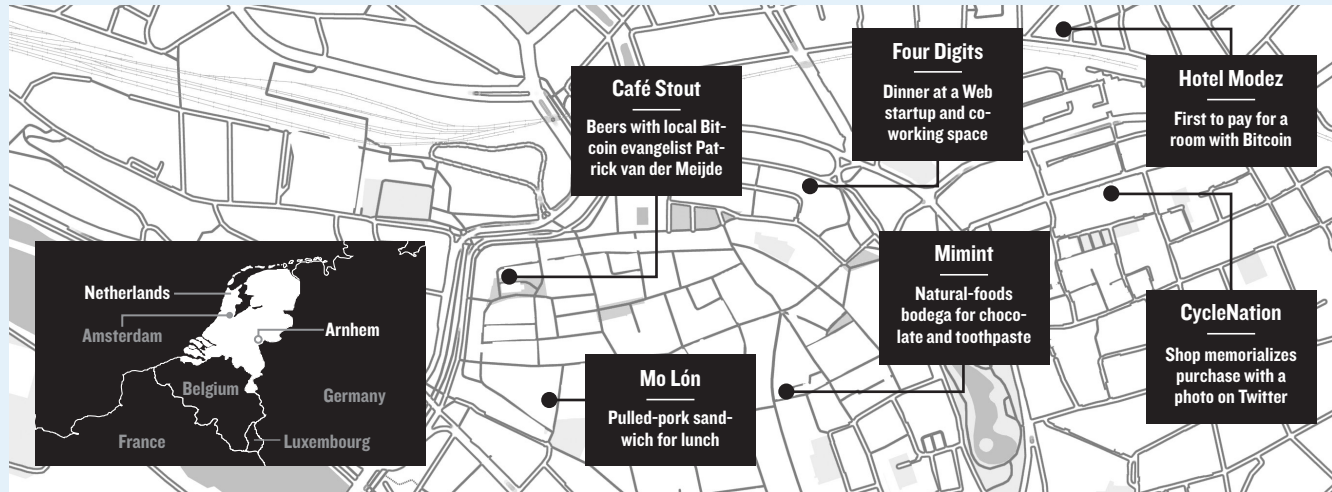 Café Stout
Beers with local Bit-
coin evangelist Pat-
rick van der Meijde
Four Digits
Dinner at a Web
startup and co-
working space
Hotel Modez
First to pay for a
room with Bitcoin
Mimint
Natural-foods
bodega for choco-
late and toothpaste
CycleNation
Shop memorializes
purchase with a
photo on Twitter
Mo Lón
Pulled-pork sand-
wich for lunch
Netherlands
Amsterdam
Arnhem
Belgium
Germany
France
Luxembourg